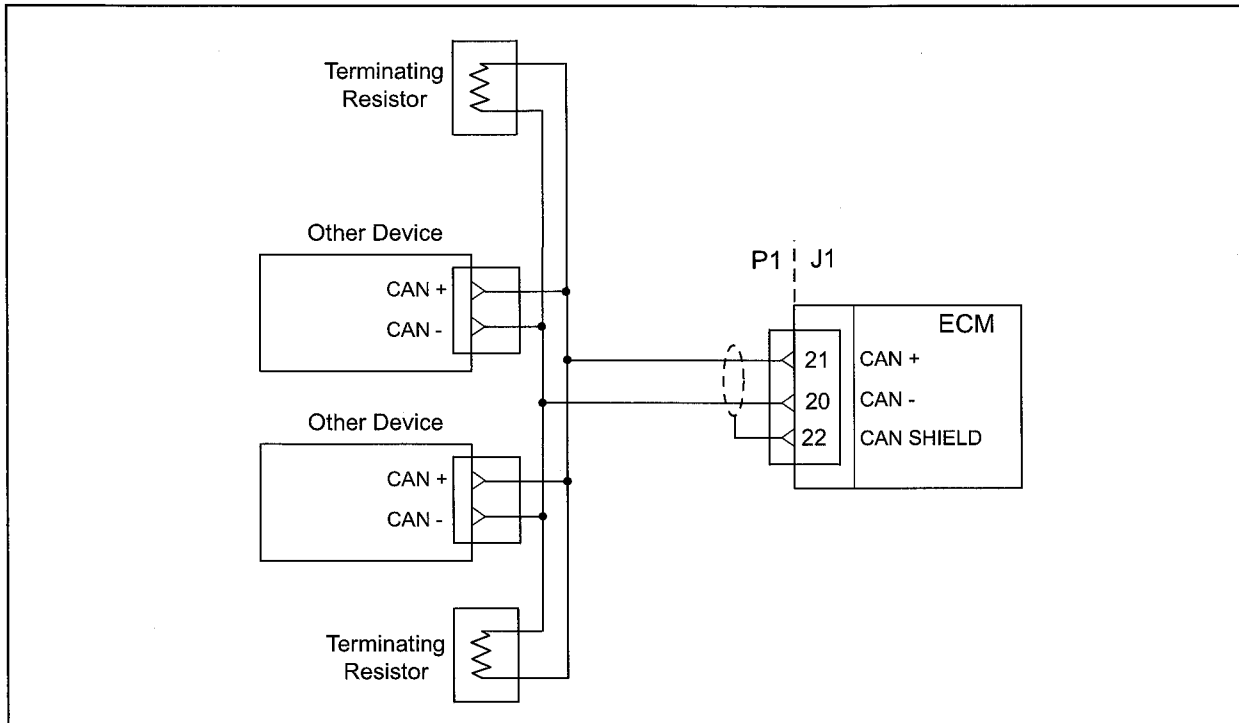 Terminating
Resistor
Other Device
CAN +
CAN -
P1
J1
ECM
21
CAN +
20
CAN -
22
CAN SHIELD
Other Device
CAN +
CAN -
Terminating
Resistor